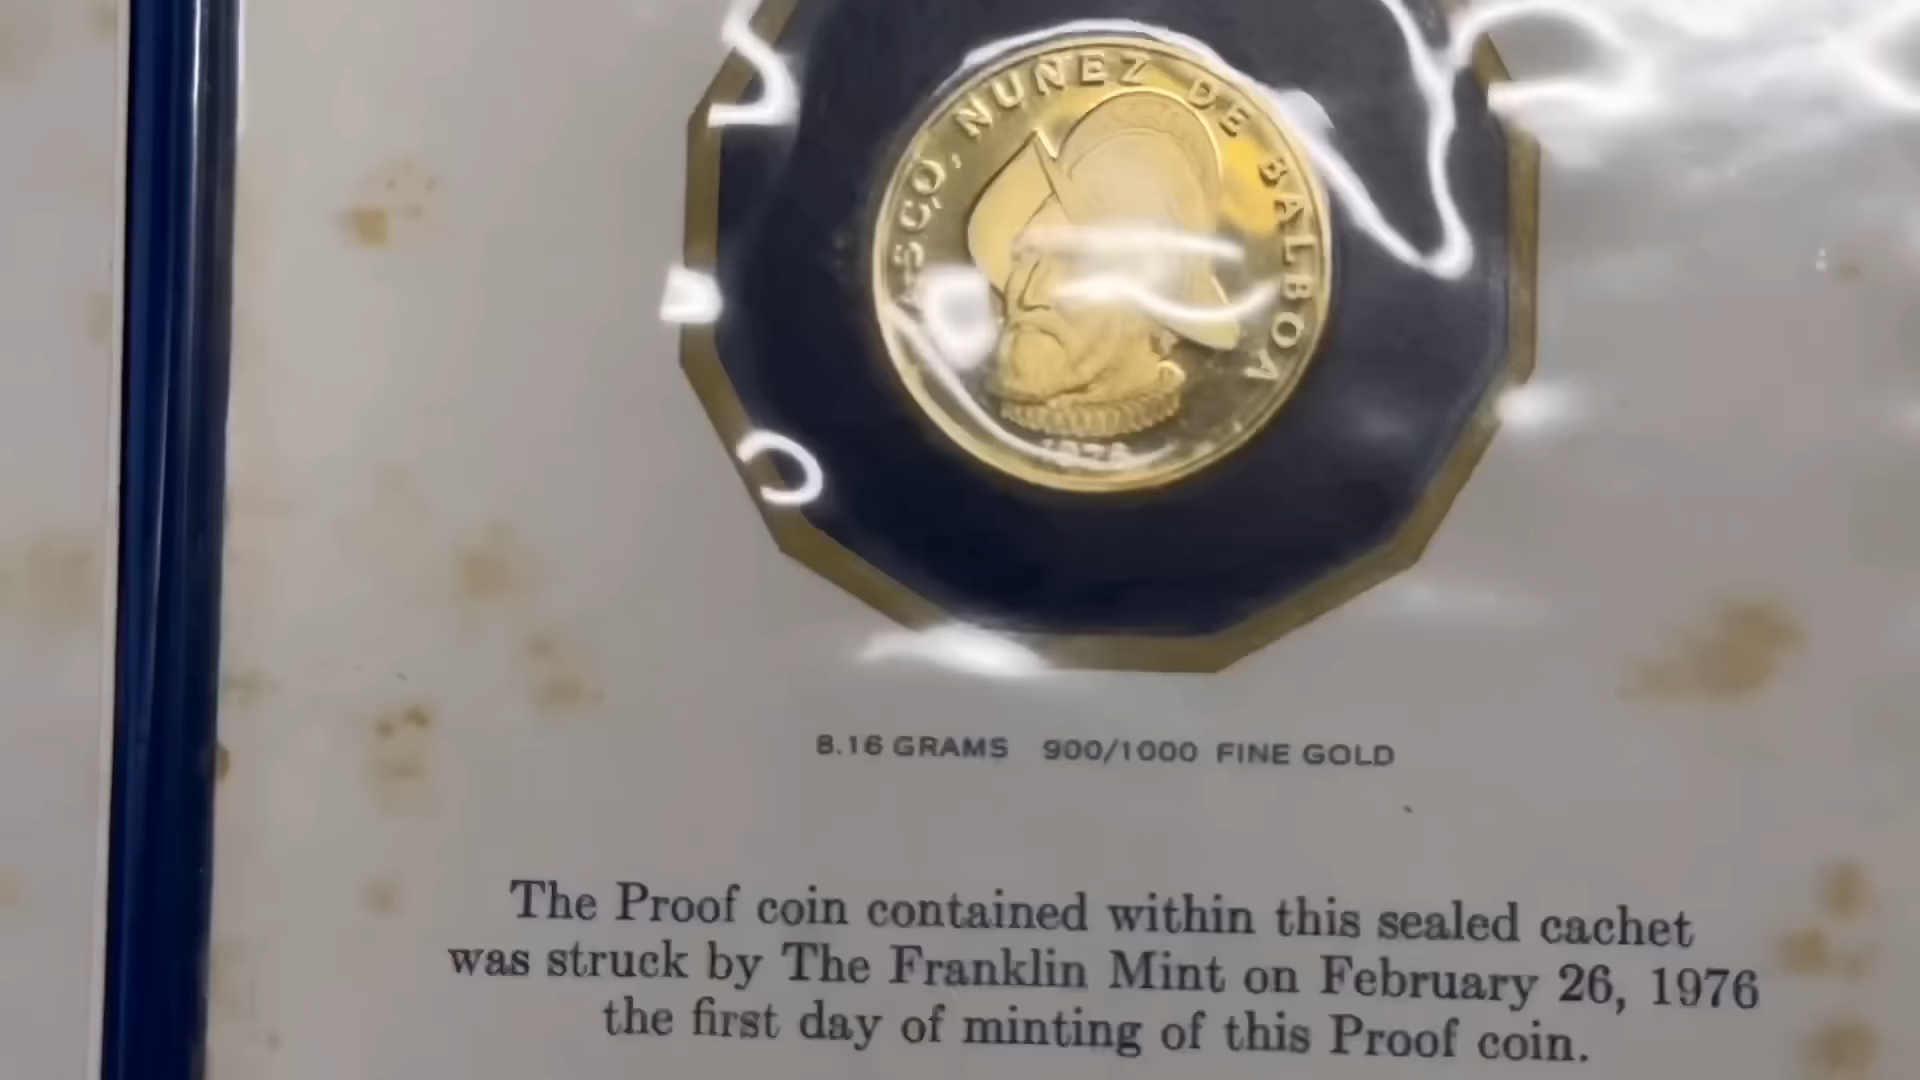 NUÑEZ DE BALBOA
8.16 GRAMS 900/1000 FINE GOLD
The Proof coin contained within this sealed cachet
was struck by The Franklin Mint on February 26, 1976
the first day of minting of this Proof coin.